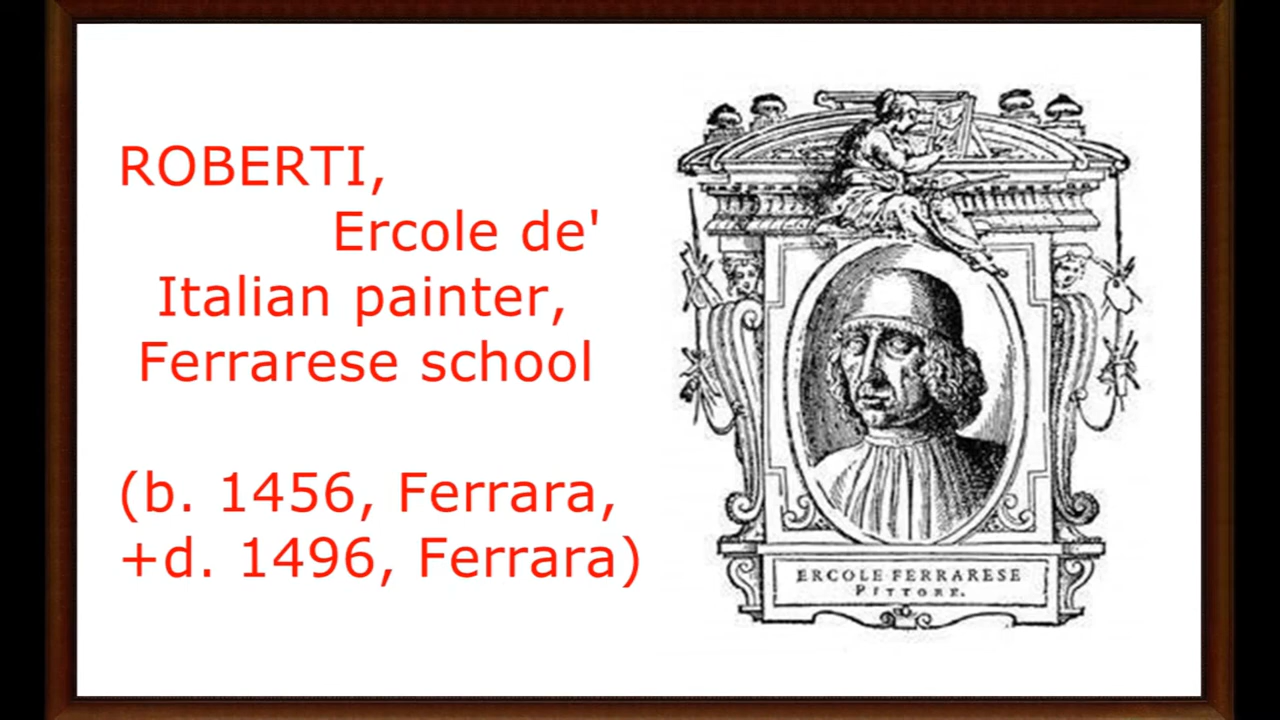 ROBERTI,
Ercole de'
Italian painter,
Ferrarese school
(b. 1456, Ferrara,
+d. 1496, Ferrara)
ERCOLE FERRARESE
PITTORE.